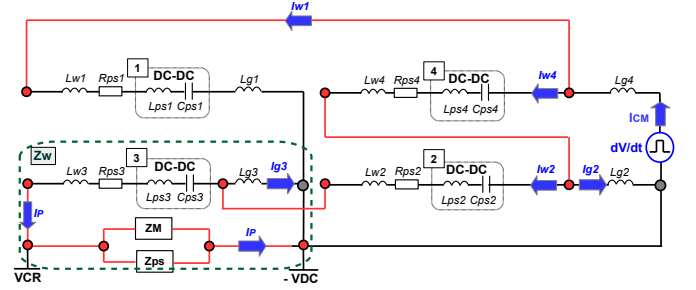 Iw1
1
DC-DC
Lw1 Rps1 Lps1 Cps1 Lg1
4
DC-DC
Lw4 Rps4 Lps4 Cps4 Iw4 Lg4
ICM
dV/dt
Zw
3
DC-DC
Lw3 Rps3 Lps3 Cps3 Lg3 Ig3
2
DC-DC
Lw2 Rps2 Lps2 Cps2 Iw2 Ig2 Lg2
IP
ZM
IP
Zps
VCR
- VDC